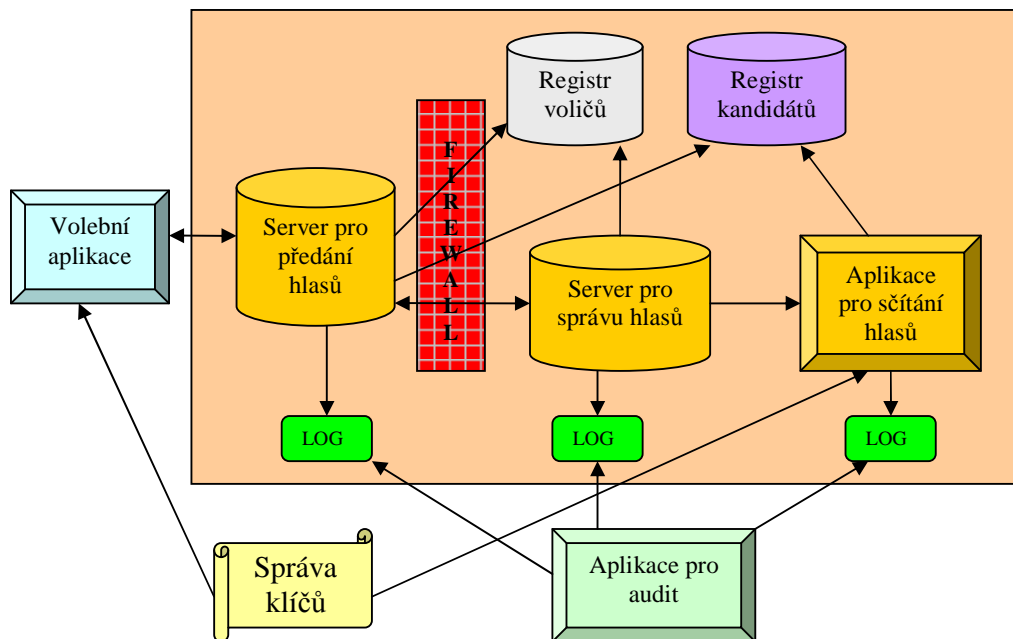 Registr
voličů
Registr
kandidátů
FIREWALL
Volební
aplikace
Server pro
předání
hlasů
Server pro
správu hlasů
Aplikace
pro sčítání
hlasů
LOG
LOG
LOG
Správa
klíčů
Aplikace pro
audit